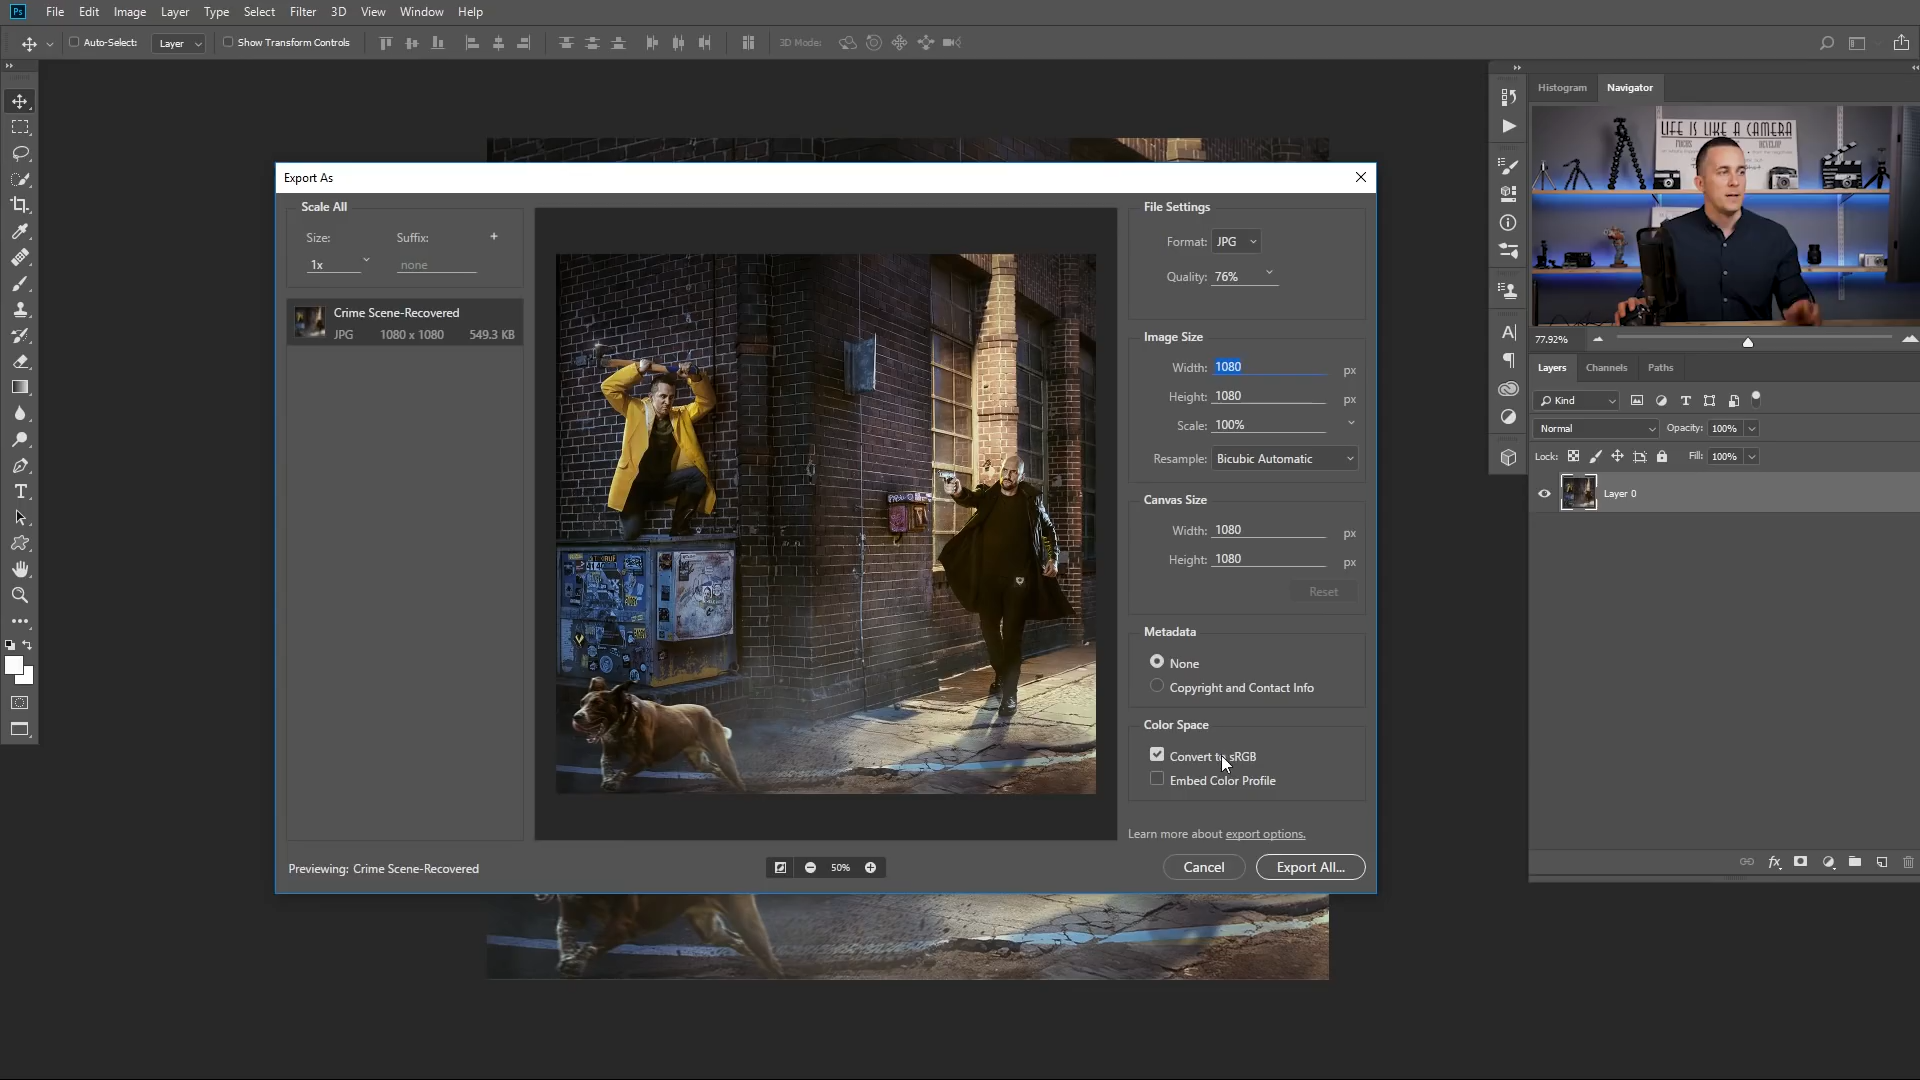 Ps File Edit Image Layer Type Select Filter 3D View Window Help
Auto-Select: Layer Show Transform Controls 3D Mode:
Histogram Navigator
LIFE IS LIKE A CAMERA
77.92%
Layers Channels Paths
Kind
Normal Opacity: 100%
Lock: Fill: 100%
Layer 0
Export As
Scale All
Size: Suffix:
1x none
Crime Scene-Recovered
JPG 1080 x 1080 549.3 KB
File Settings
Format: JPG
Quality: 76%
Image Size
Width: 1080 px
Height: 1080 px
Scale: 100%
Resample: Bicubic Automatic
Canvas Size
Width: 1080 px
Height: 1080 px
Reset
Metadata
None
Copyright and Contact Info
Color Space
Convert to sRGB
Embed Color Profile
Learn more about export options.
Previewing: Crime Scene-Recovered
50%
Cancel Export All...